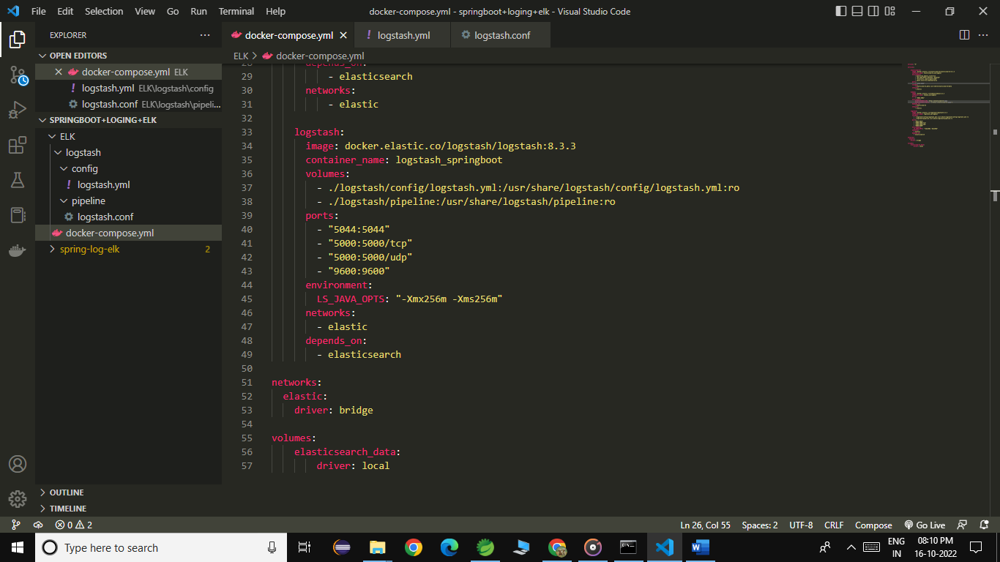 File Edit Selection View Go Run Terminal Help docker-compose.yml - springboot+loging+elk - Visual Studio Code
EXPLORER
OPEN EDITORS
docker-compose.yml ELK
logstash.yml ELK\logstash\config
logstash.conf ELK\logstash\pipeli...
SPRINGBOOT+LOGING+ELK
ELK
logstash
config
logstash.yml
pipeline
logstash.conf
docker-compose.yml
spring-log-elk 2
OUTLINE
TIMELINE
docker-compose.yml logstash.yml logstash.conf
ELK > docker-compose.yml
28 depends_on:
29 - elasticsearch
30 networks:
31 - elastic
32
33 logstash:
34 image: docker.elastic.co/logstash/logstash:8.3.3
35 container_name: logstash_springboot
36 volumes:
37 - ./logstash/config/logstash.yml:/usr/share/logstash/config/logstash.yml:ro
38 - ./logstash/pipeline:/usr/share/logstash/pipeline:ro
39 ports:
40 - "5044:5044"
41 - "5000:5000/tcp"
42 - "5000:5000/udp"
43 - "9600:9600"
44 environment:
45 LS_JAVA_OPTS: "-Xmx256m -Xms256m"
46 networks:
47 - elastic
48 depends_on:
49 - elasticsearch
50
51 networks:
52 elastic:
53 driver: bridge
54
55 volumes:
56 elasticsearch_data:
57 driver: local
0 2 Ln 26, Col 55 Spaces: 2 UTF-8 CRLF Compose Go Live
Type here to search
ENG
IN
08:10 PM
16-10-2022